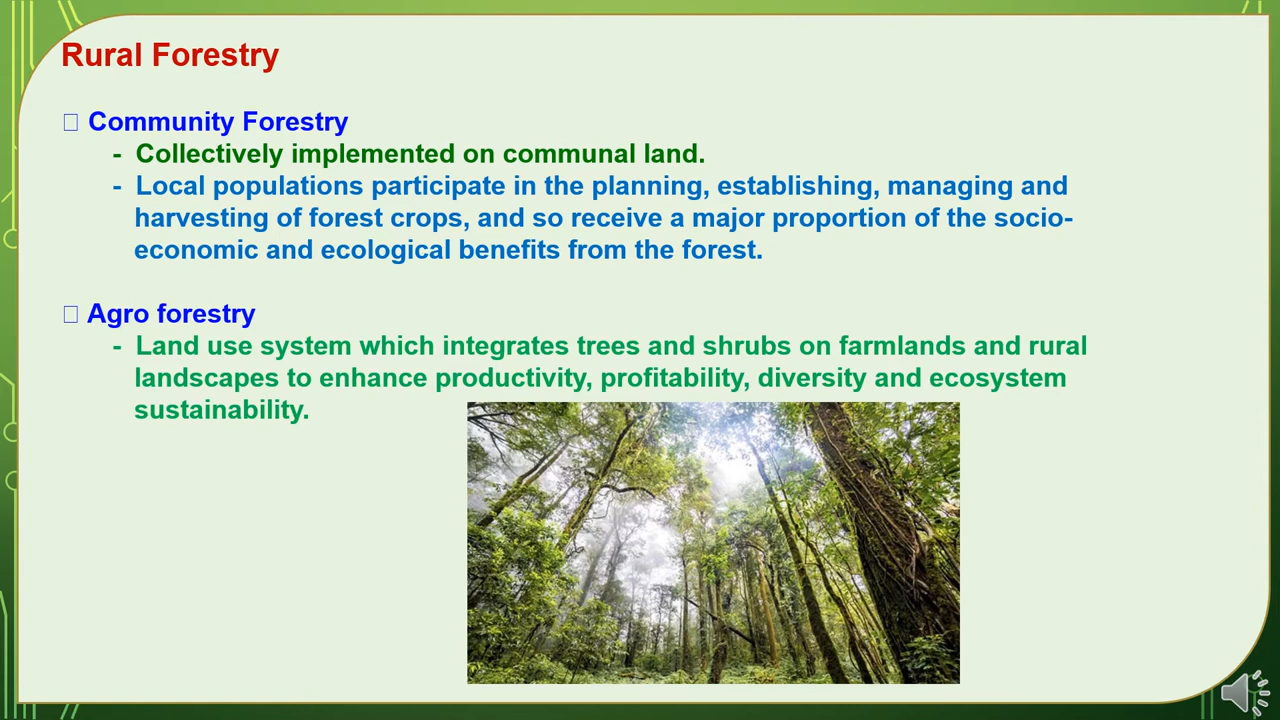 Rural Forestry
Community Forestry
- Collectively implemented on communal land.
- Local populations participate in the planning, establishing, managing and
harvesting of forest crops, and so receive a major proportion of the socio-
economic and ecological benefits from the forest.
Agro forestry
- Land use system which integrates trees and shrubs on farmlands and rural
landscapes to enhance productivity, profitability, diversity and ecosystem
sustainability.